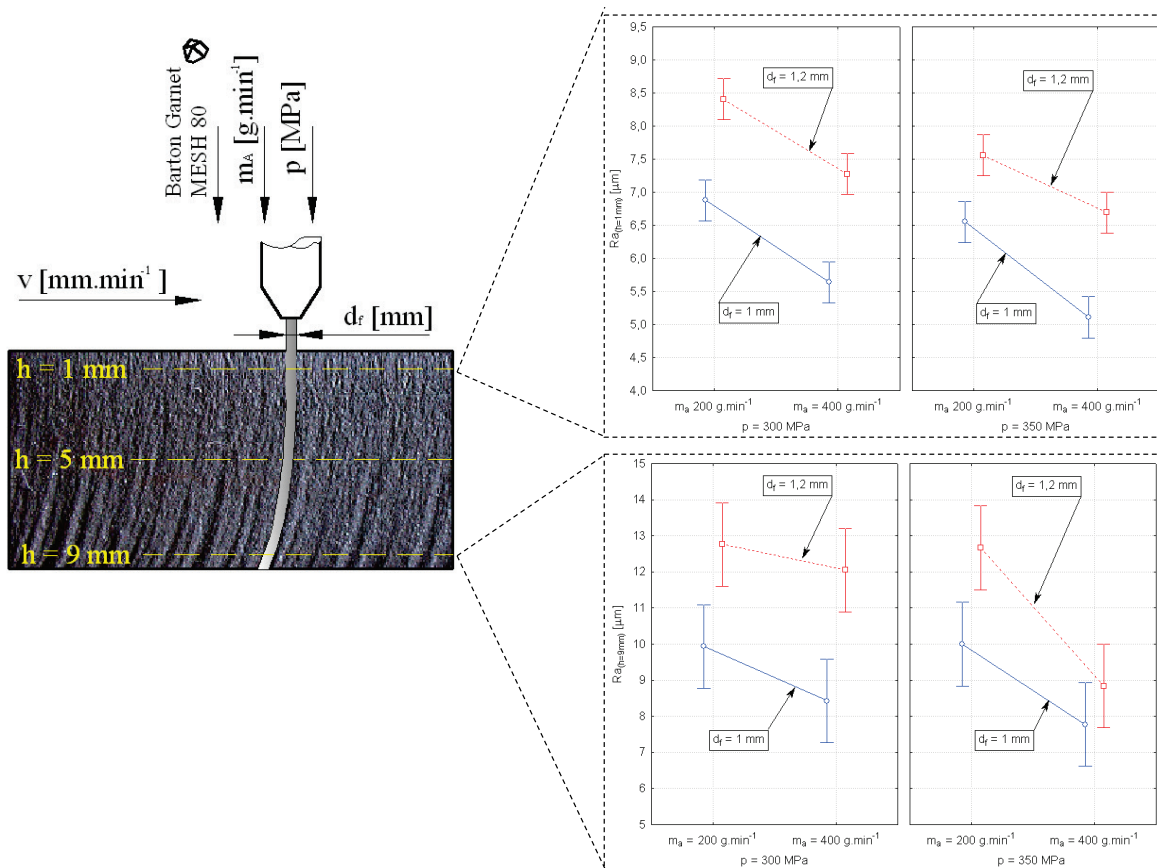 Barton Garnet
MESH 80
mA [g.min-1]
p [MPa]
v [mm.min-1]
df [mm]
h = 1 mm
h = 5 mm
h = 9 mm
Ra(h=1mm) [µm]
9,5
9,0
8,5
8,0
7,5
7,0
6,5
6,0
5,5
5,0
4,5
4,0
df = 1,2 mm
df = 1 mm
ma 200 g.min-1
ma = 400 g.min-1
p = 300 MPa
df = 1,2 mm
df = 1 mm
ma 200 g.min-1
ma = 400 g.min-1
p = 350 MPa
Ra(h=9mm) [µm]
15
14
13
12
11
10
9
8
7
6
5
df = 1,2 mm
df = 1 mm
ma = 200 g.min-1
ma = 400 g.min-1
p = 300 MPa
df = 1,2 mm
df = 1 mm
ma = 200 g.min-1
ma = 400 g.min-1
p = 350 MPa